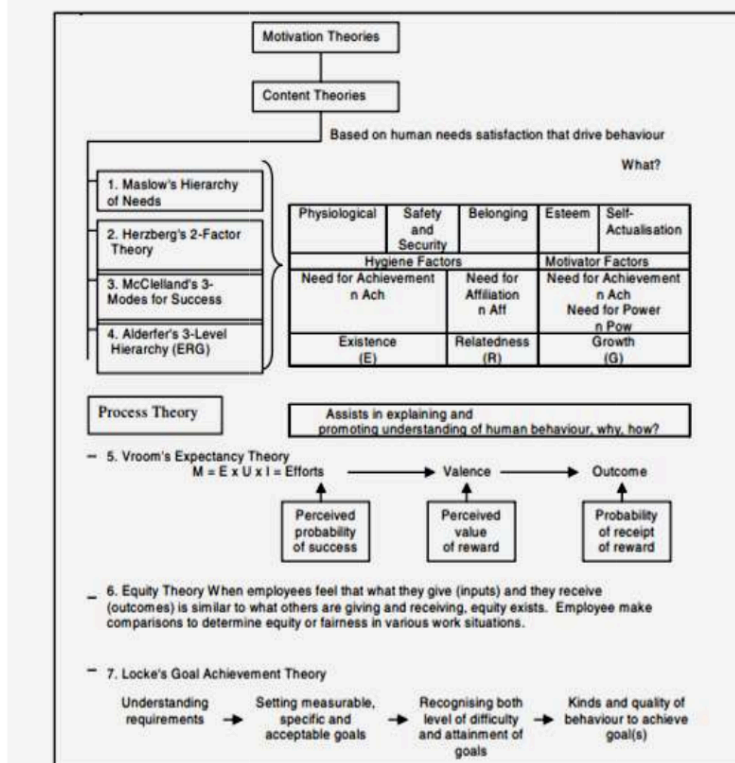 Motivation Theories
Content Theories
Based on human needs satisfaction that drive behaviour
What?
1. Maslow's Hierarchy
of Needs
2. Herzberg's 2-Factor
Theory
3. McClelland's 3-
Modes for Success
4. Alderfer's 3-Level
Hierarchy (ERG)
Physiological
Safety
and
Security
Belonging
Esteem
Self-
Actualisation
Hygiene Factors
Motivator Factors
Need for Achievement
n Ach
Need for
Affiliation
n Aff
Need for Achievement
n Ach
Need for Power
n Pow
Existence
(E)
Relatedness
(R)
Growth
(G)
Process Theory
Assists in explaining and
promoting understanding of human behaviour, why, how?
5. Vroom's Expectancy Theory
M = E x U x I = Efforts
Valence
Outcome
Perceived
probability
of success
Perceived
value
of reward
Probability
of receipt
of reward
6. Equity Theory When employees feel that what they give (inputs) and they receive
(outcomes) is similar to what others are giving and receiving, equity exists. Employee make
comparisons to determine equity or fairness in various work situations.
7. Locke's Goal Achievement Theory
Understanding
requirements
Setting measurable,
specific and
acceptable goals
Recognising both
level of difficulty
and attainment of
goals
Kinds and quality of
behaviour to achieve
goal(s)